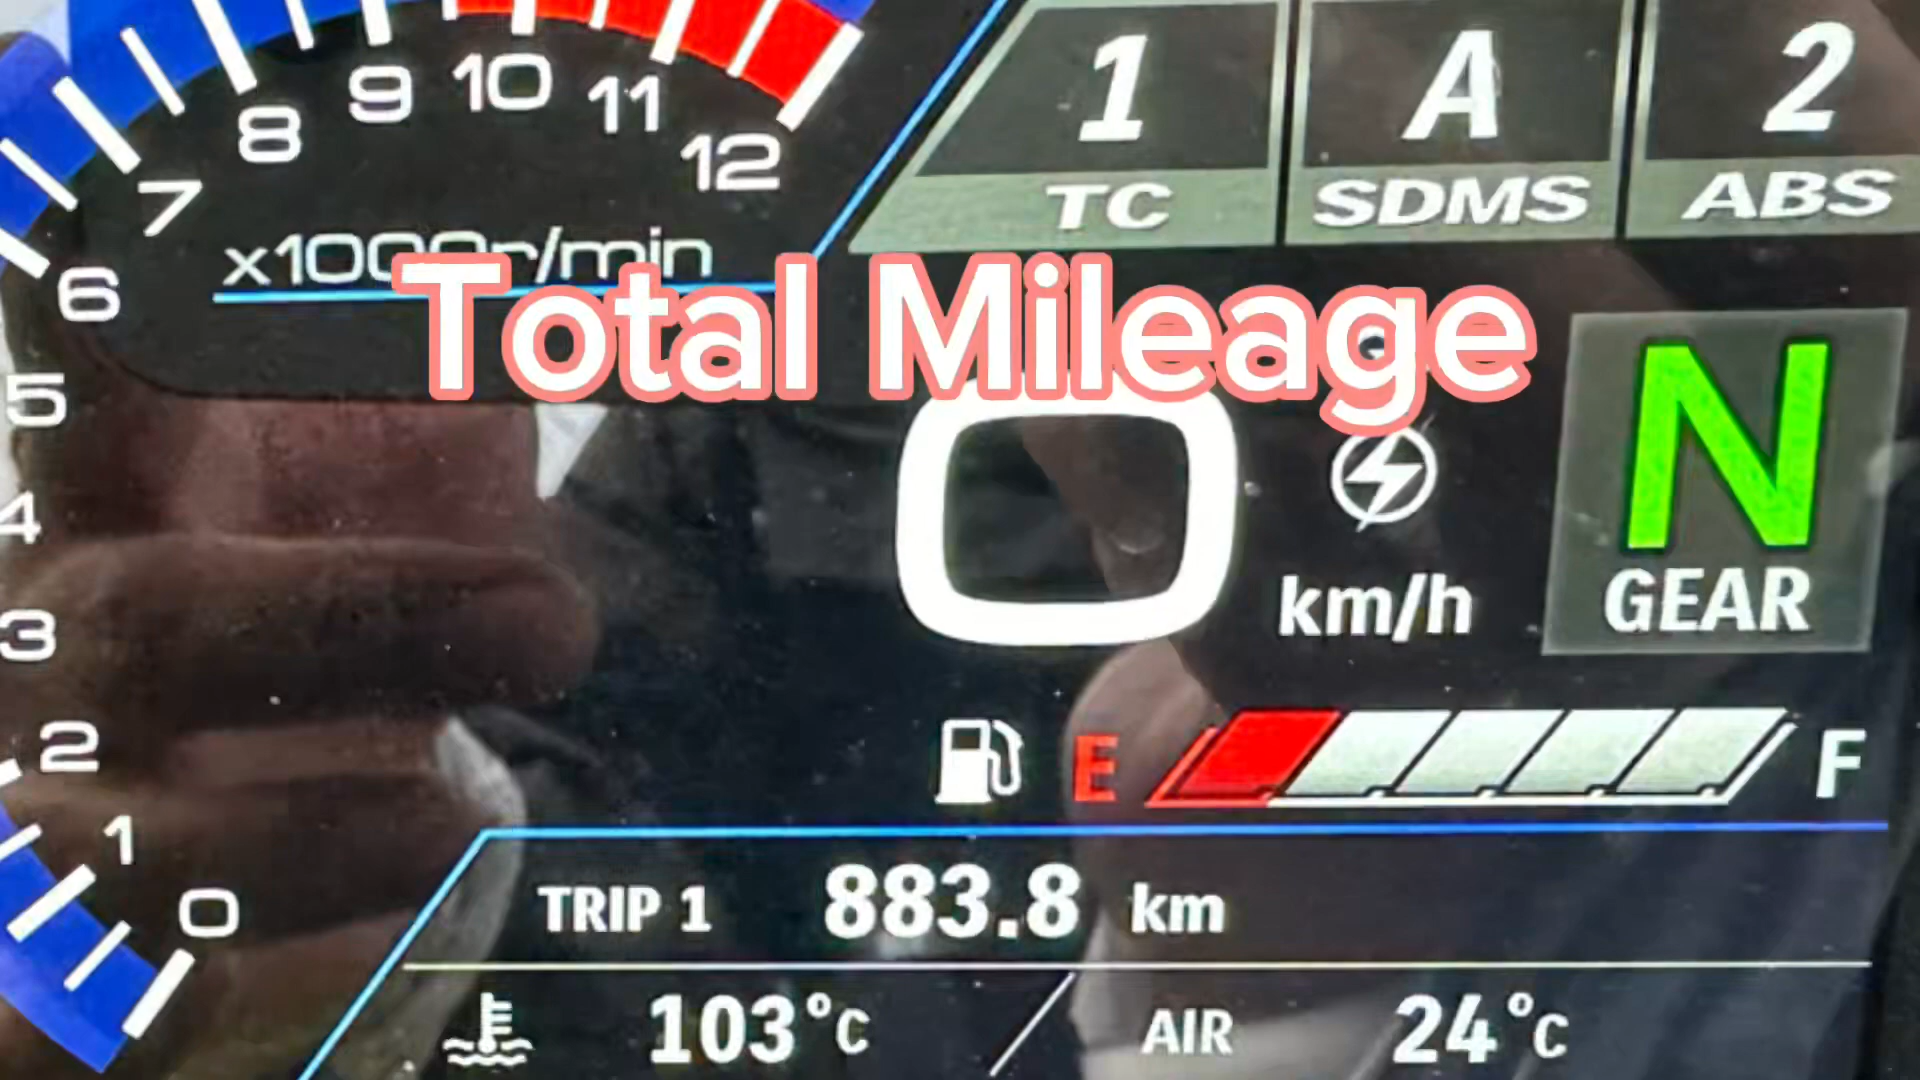 1 A 2
TC SDMS ABS
8 9 10 11 12
7
x1000r/min
6
Total Mileage
5
N
4
km/h GEAR
3
0
2
E F
1
TRIP 1 883.8 km
0
103°C AIR 24°C